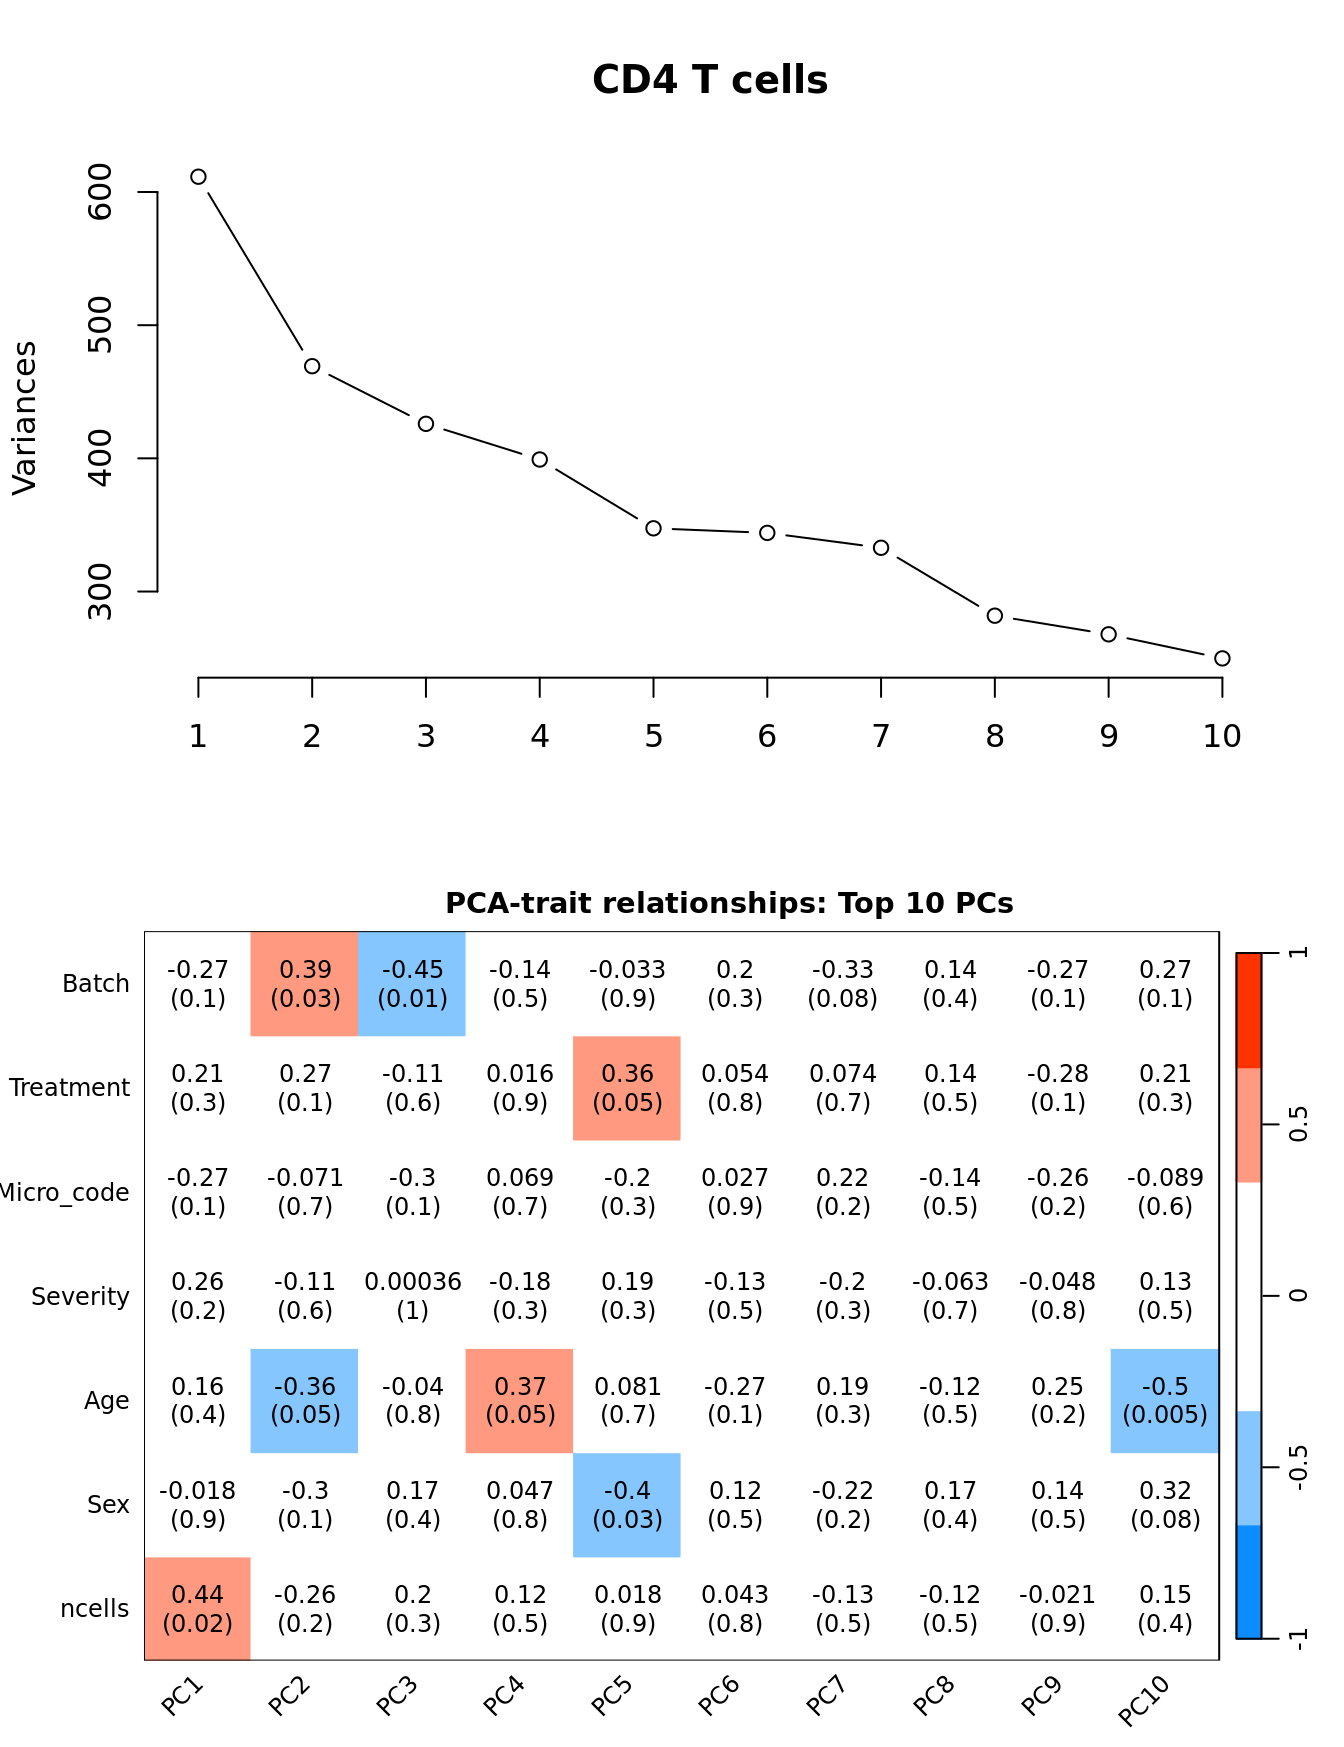 CD4 T cells
Variances
600
500
400
300
1 2 3 4 5 6 7 8 9 10
PCA-trait relationships: Top 10 PCs
Batch -0.27 0.39 -0.45 -0.14 -0.033 0.2 -0.33 0.14 -0.27 0.27
(0.1) (0.03) (0.01) (0.5) (0.9) (0.3) (0.08) (0.4) (0.1) (0.1)
Treatment 0.21 0.27 -0.11 0.016 0.36 0.054 0.074 0.14 -0.28 0.21
(0.3) (0.1) (0.6) (0.9) (0.05) (0.8) (0.7) (0.5) (0.1) (0.3)
Micro_code -0.27 -0.071 -0.3 0.069 -0.2 0.027 0.22 -0.14 -0.26 -0.089
(0.1) (0.7) (0.1) (0.7) (0.3) (0.9) (0.2) (0.5) (0.2) (0.6)
Severity 0.26 -0.11 0.00036 -0.18 0.19 -0.13 -0.2 -0.063 -0.048 0.13
(0.2) (0.6) (1) (0.3) (0.3) (0.5) (0.3) (0.7) (0.8) (0.5)
Age 0.16 -0.36 -0.04 0.37 0.081 -0.27 0.19 -0.12 0.25 -0.5
(0.4) (0.05) (0.8) (0.05) (0.7) (0.1) (0.3) (0.5) (0.2) (0.005)
Sex -0.018 -0.3 0.17 0.047 -0.4 0.12 -0.22 0.17 0.14 0.32
(0.9) (0.1) (0.4) (0.8) (0.03) (0.5) (0.2) (0.4) (0.5) (0.08)
ncells 0.44 -0.26 0.2 0.12 0.018 0.043 -0.13 -0.12 -0.021 0.15
(0.02) (0.2) (0.3) (0.5) (0.9) (0.8) (0.5) (0.5) (0.9) (0.4)
PC1 PC2 PC3 PC4 PC5 PC6 PC7 PC8 PC9 PC10
1
0.5
0
-0.5
-1